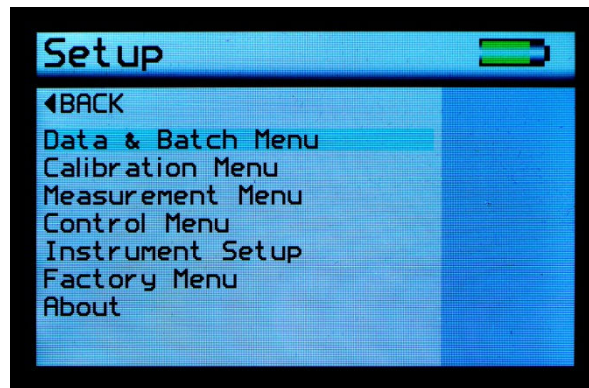 Setup
◀BACK
Data & Batch Menu
Calibration Menu
Measurement Menu
Control Menu
Instrument Setup
Factory Menu
About